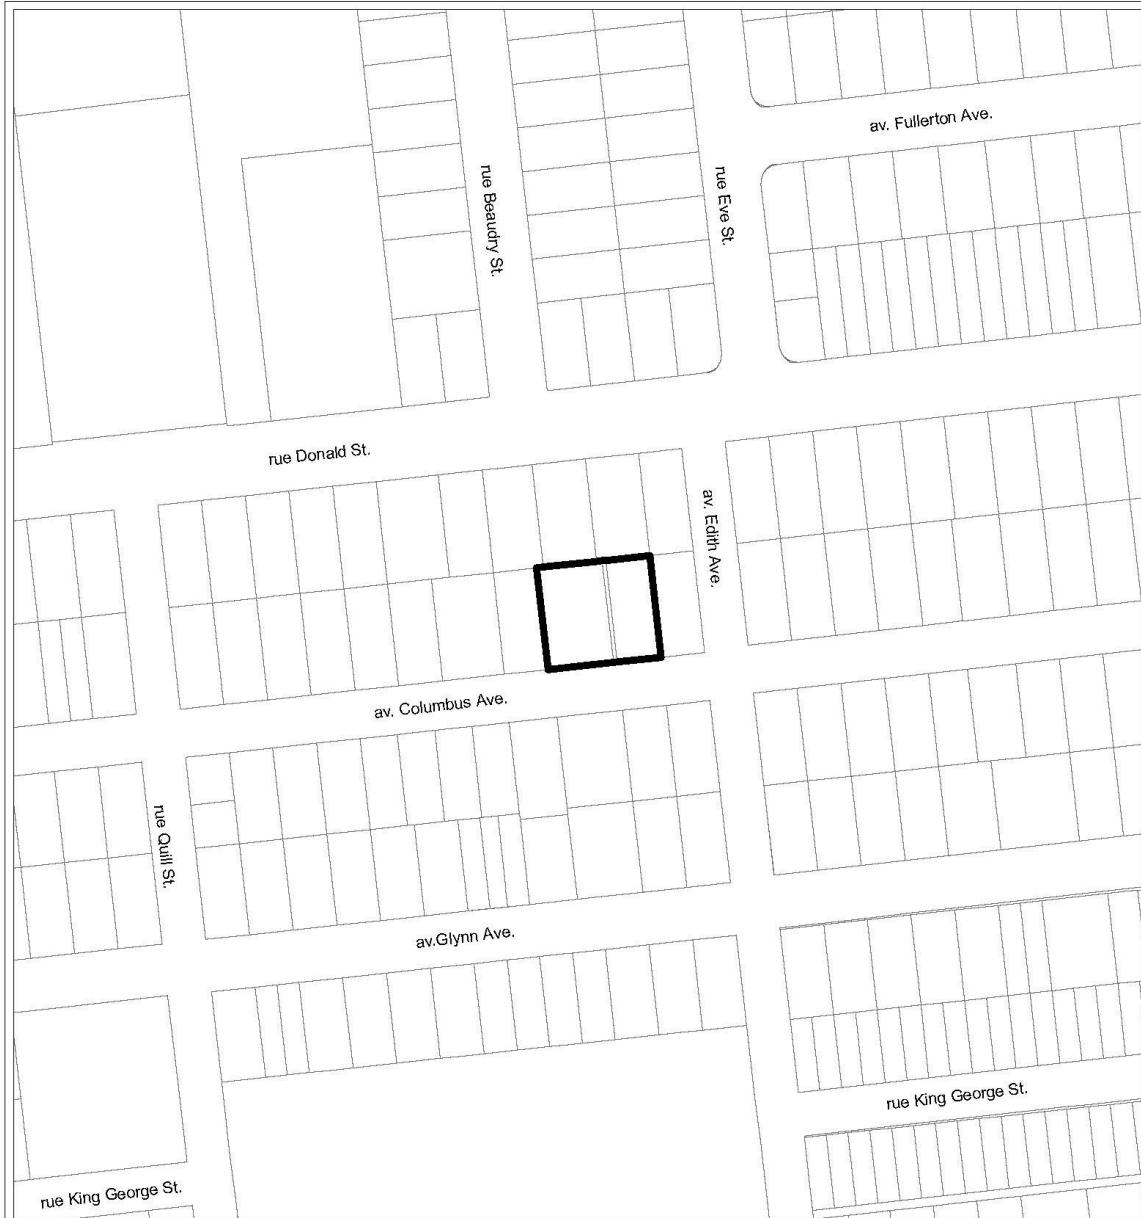 av. Fullerton Ave.
rue Beaudry St.
rue Eve St.
rue Donald St.
av. Edith Ave.
av. Columbus Ave.
rue Quill St.
av.Glynn Ave.
rue King George St.
rue King George St.